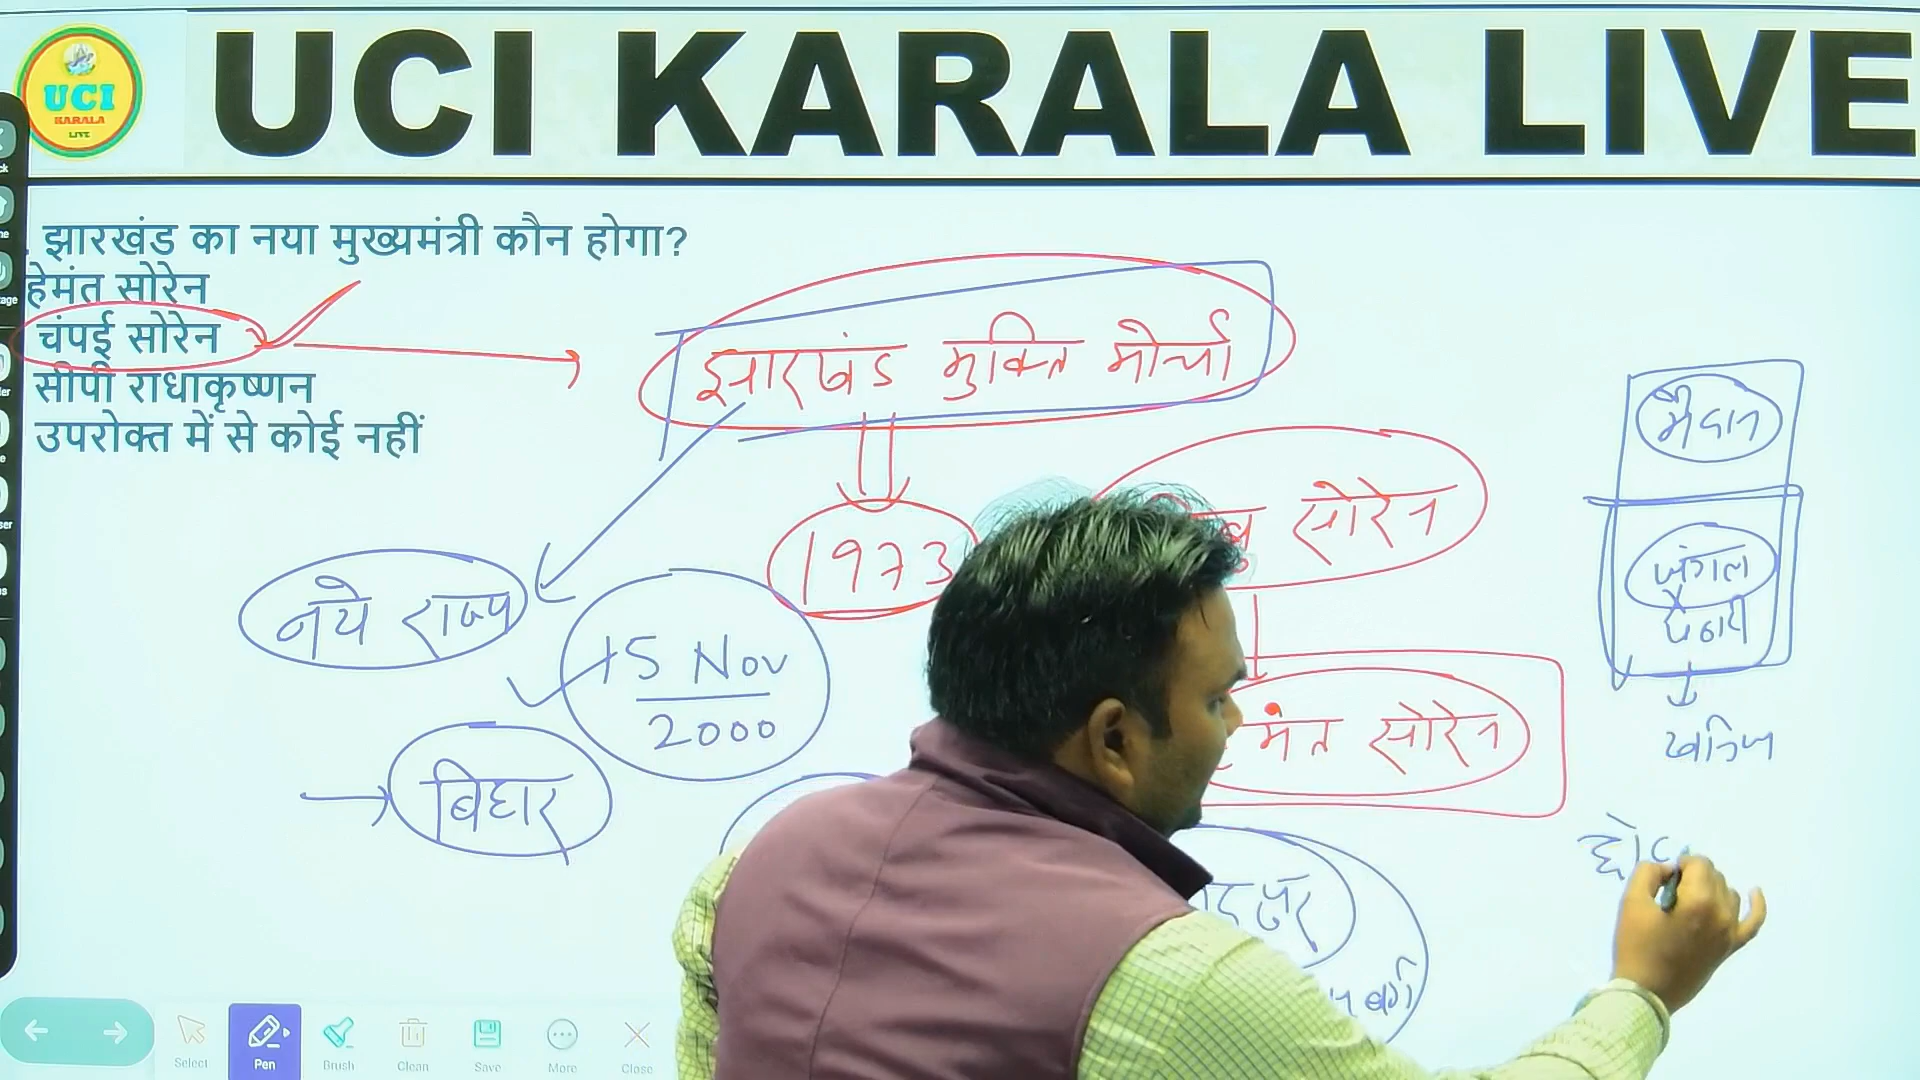 UCI KARALA LIVE
UCI
KARALA
LIVE
झारखंड का नया मुख्यमंत्री कौन होगा?
हेमंत सोरेन
चंपई सोरेन
सीपी राधाकृष्णन
उपरोक्त में से कोई नहीं
झारखंड मुक्ति मोर्चा
1973
सोरेन
मंत सोरेन
नये राज्य
15 Nov
2000
बिहार
मैदान
जंगल
पठारी
खनिज
Select
Pen
Brush
Clean
Save
More
Close